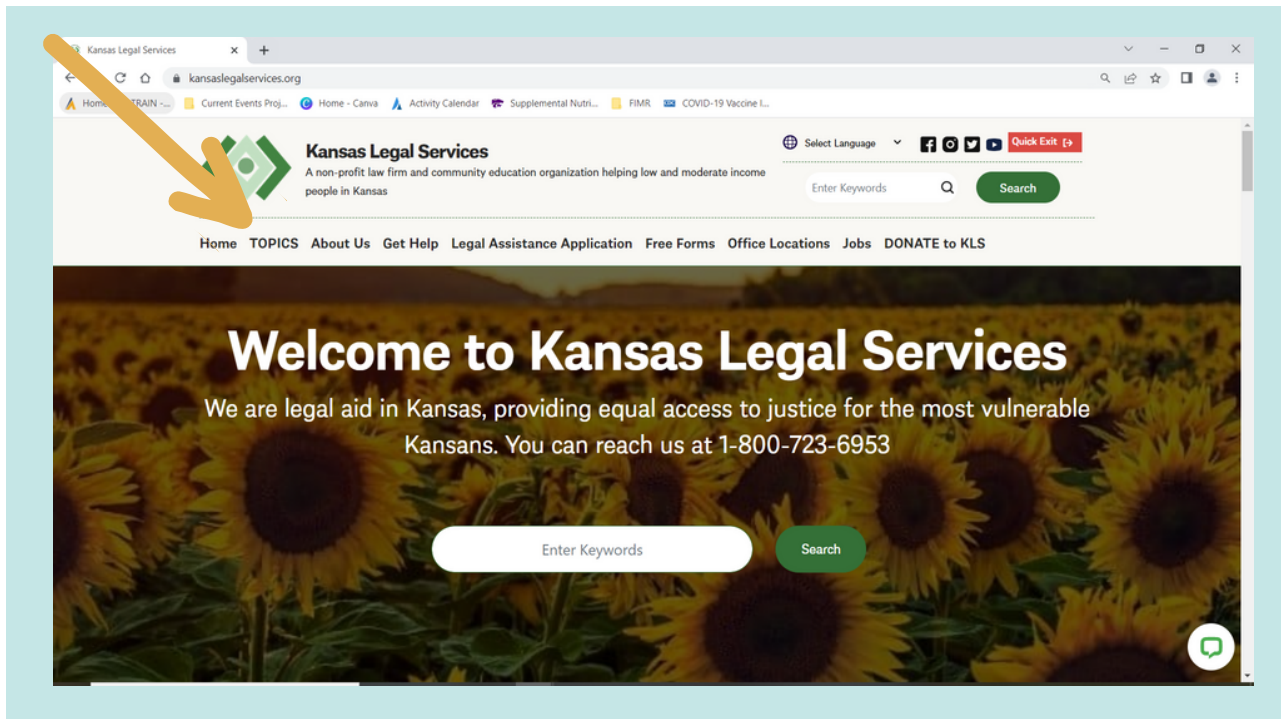 Kansas Legal Services
kansaslegalservices.org
Home
TRAIN -...
Current Events Proj...
Home - Canva
Activity Calendar
Supplemental Nutri...
FIMR
COVID-19 Vaccine I...
Kansas Legal Services
A non-profit law firm and community education organization helping low and moderate income
people in Kansas
Select Language
Quick Exit
Enter Keywords
Search
Home TOPICS About Us Get Help Legal Assistance Application Free Forms Office Locations Jobs DONATE to KLS
Welcome to Kansas Legal Services
We are legal aid in Kansas, providing equal access to justice for the most vulnerable
Kansans. You can reach us at 1-800-723-6953
Enter Keywords
Search